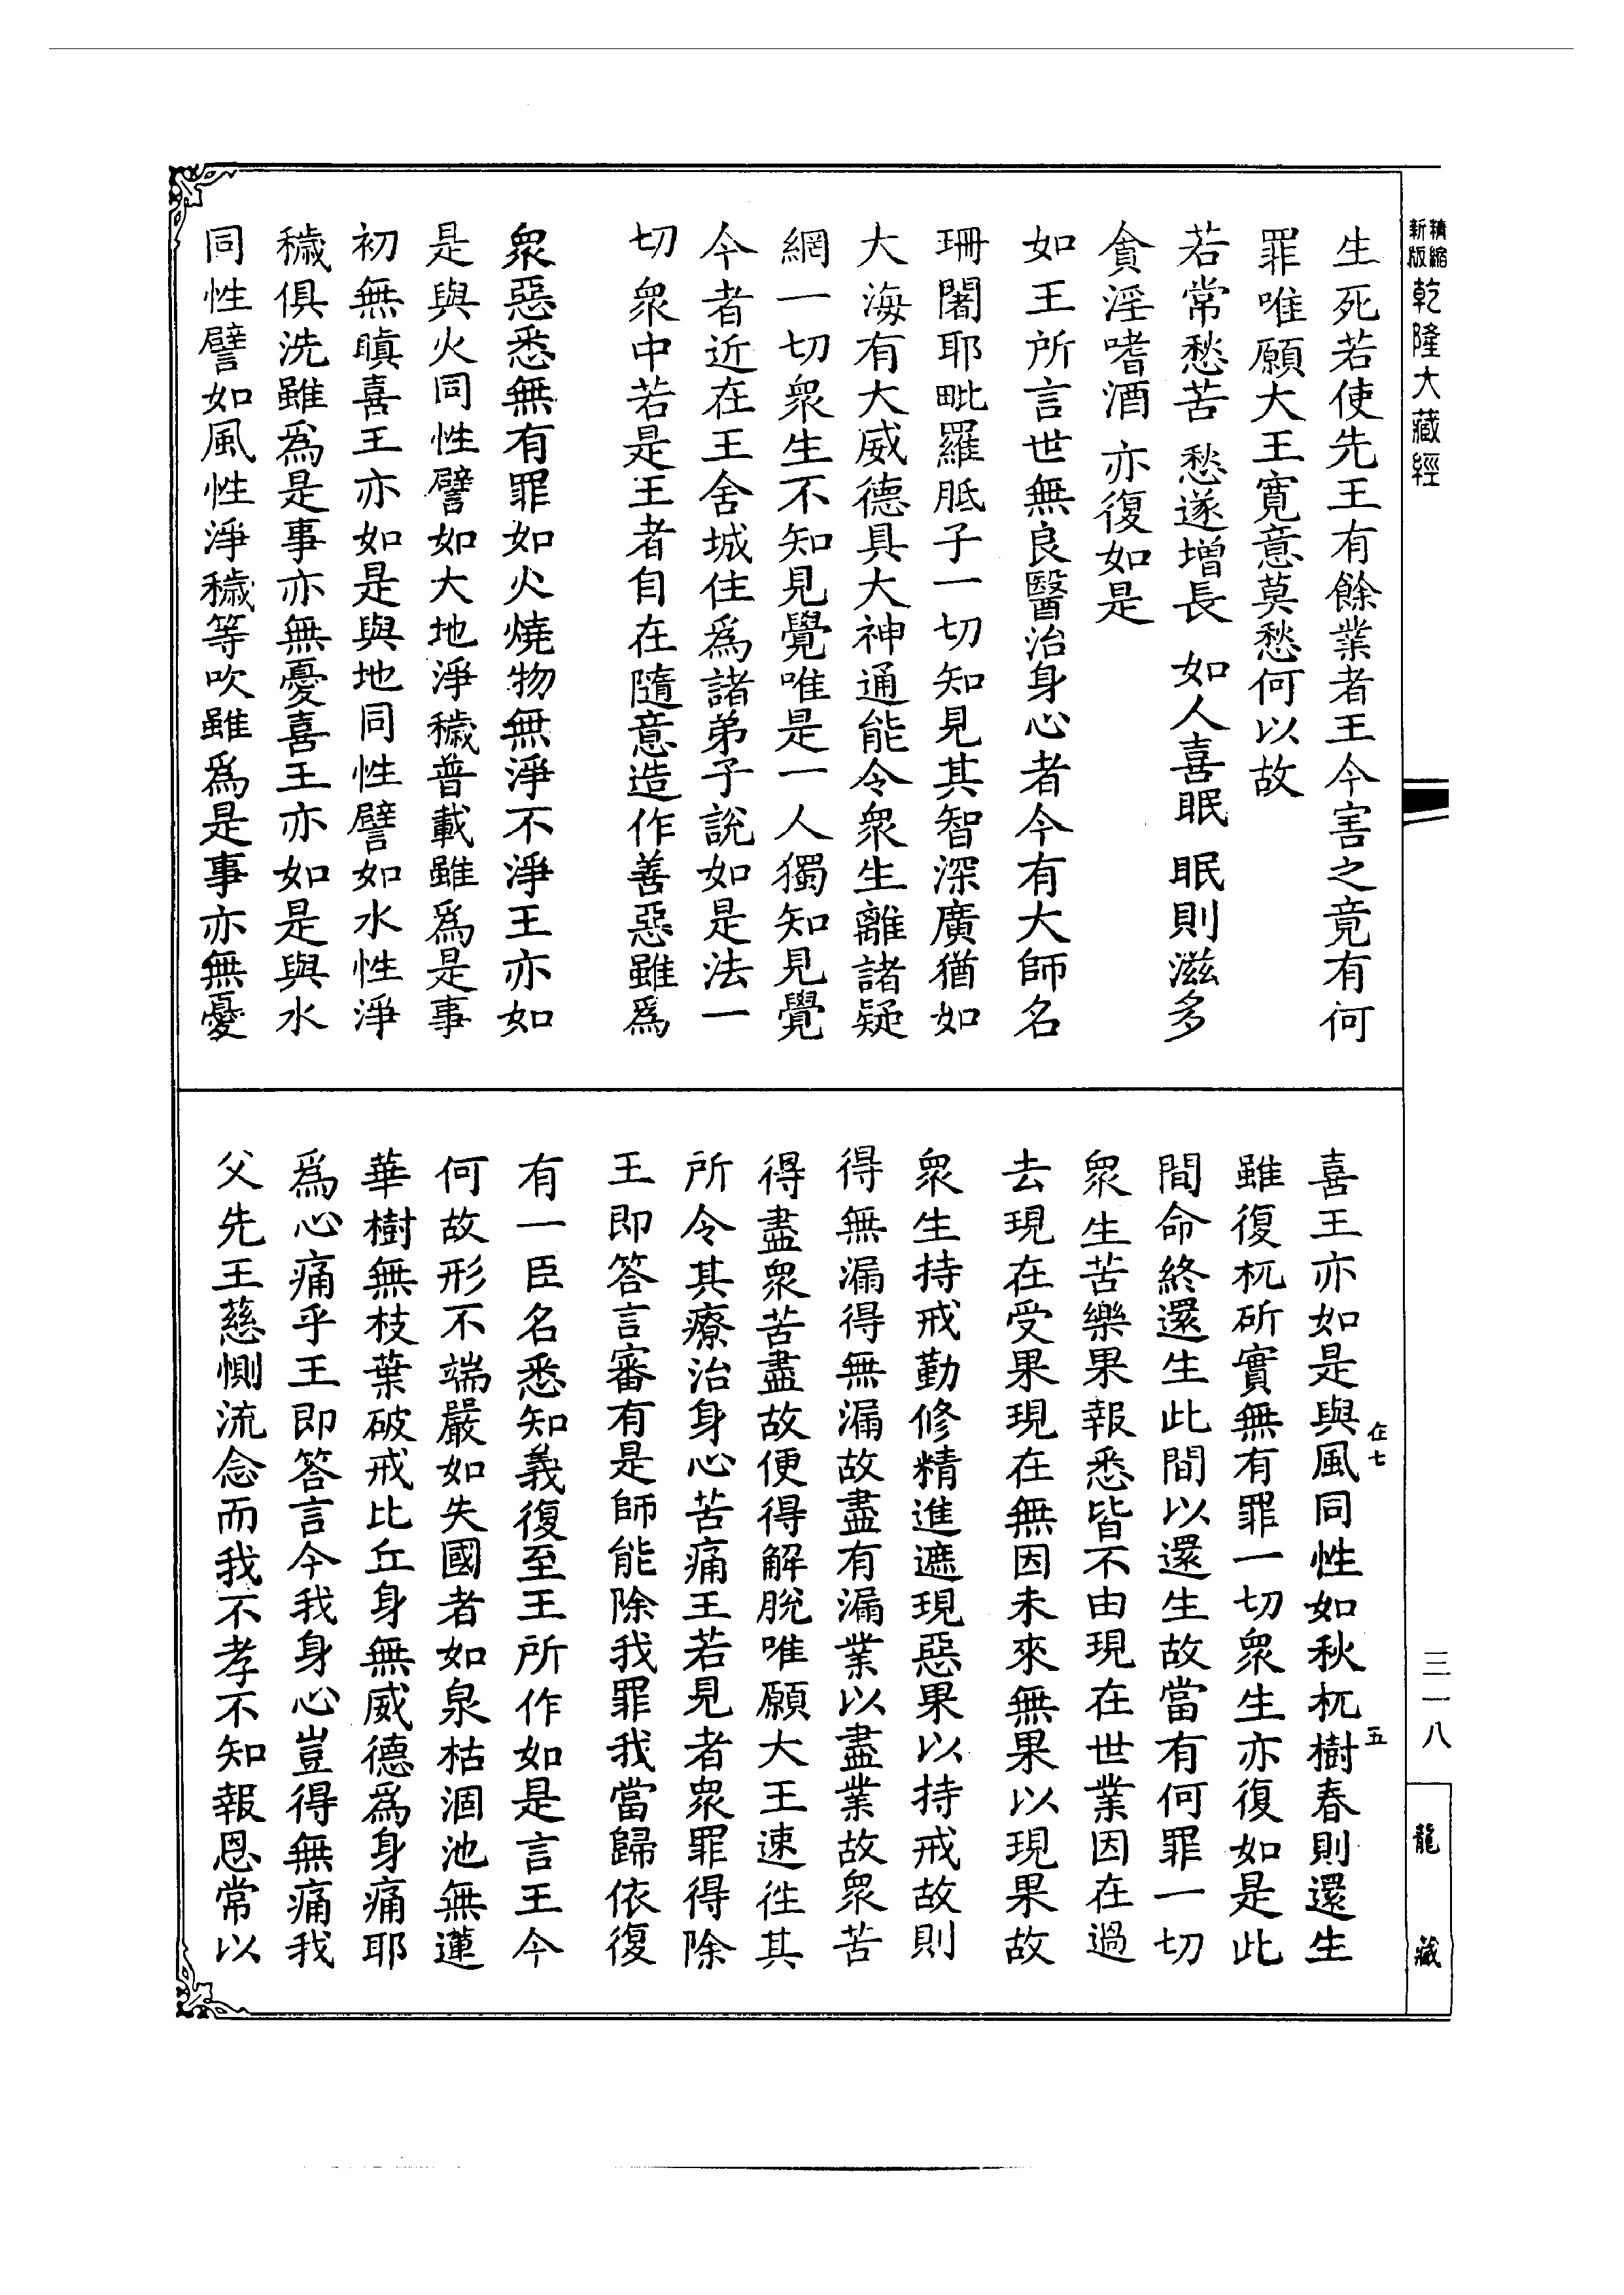 精縮
新版
乾隆大藏經
生死若使先王有餘業者王今害之竟有何
罪唯願大王寬意莫愁何以故
若常愁苦 愁遂增長 如人喜眠 眠則滋多
貪淫嗜酒 亦復如是
如王所言世無良醫治身心者今有大師名
珊闍耶毗羅胝子一切知見其智深廣猶如
大海有大威德具大神通能令衆生離諸疑
網一切衆生不知見覺唯是一人獨知見覺
今者近在王舍城住爲諸弟子說如是法一
切衆中若是王者自在隨意造作善惡雖爲
衆惡悉無有罪如火燒物無淨不淨王亦如
是與火同性譬如大地淨穢普載雖爲是事
初無瞋喜王亦如是與地同性譬如水性淨
穢俱洗雖爲是事亦無憂喜王亦如是與水
同性譬如風性淨穢等吹雖爲是事亦無憂
喜王亦如是與風同性如秋杌樹春則還生
雖復杌斫實無有罪一切衆生亦復如是此
間命終還生此間以還生故當有何罪一切
衆生苦樂果報悉皆不由現在世業因在過
去現在受果現在無因未來無果以現果故
衆生持戒勤修精進遮現惡果以持戒故則
得無漏得無漏故盡有漏業以盡業故衆苦
得盡衆苦盡故便得解脫唯願大王速往其
所令其療治身心苦痛王若見者衆罪得除
王即答言審有是師能除我罪我當歸依復
有一臣名悉知義復至王所作如是言王今
何故形不端嚴如失國者如泉枯涸池無蓮
華樹無枝葉破戒比丘身無威德爲身痛耶
爲心痛乎王即答言今我身心豈得無痛我
父先王慈惻流念而我不孝不知報恩常以
在七
五
三一八
龍藏